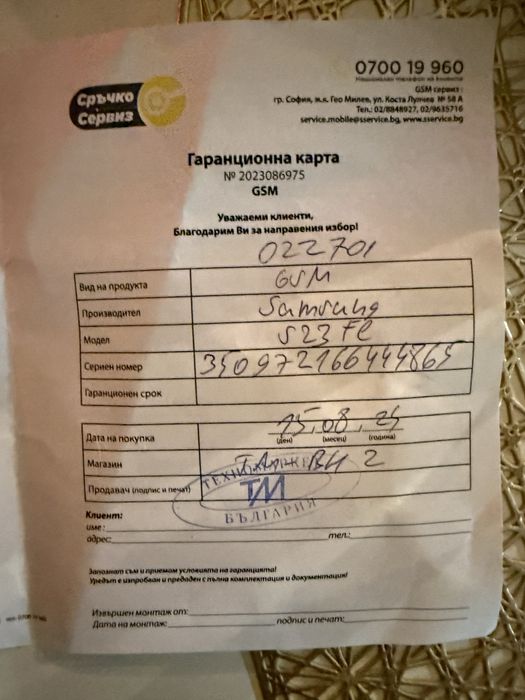 Сръчко
Сервиз
0700 19 960
Национален телефон на клиента
GSM сервиз:
гр. София, ж.к. Гео Милев, ул. Коста Лулчев № 58 А
Тел.: 02/8848927, 02/9635716
service.mobile@sservice.bg, www.sservice.bg
Гаранционна карта
№ 2023086975
GSM
Уважаеми клиенти,
Благодарим Ви за направения избор!
022701
Вид на продукта GSM
Производител Samsung
Модел S23 FE
Сериен номер 350972166444865
Гаранционен срок
Дата на покупка 15.08.24
(ден) (месец) (година)
Магазин ВН 2
Продавач (подпис и печат)
ТМ
БЪЛГАРИЯ
Клиент:
име:
адрес: тел.:
Запознат съм и приемам условията на гаранцията!
Уредът е изпробван и предаден с пълна комплектация и документация!
Извършен монтаж от:
Дата на монтаж: подпис и печат: